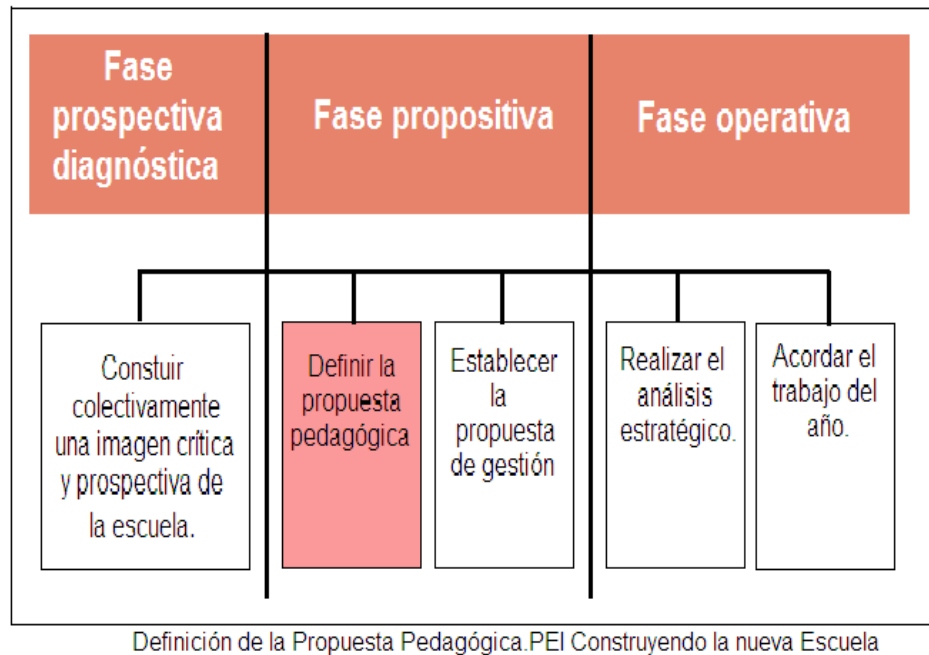 Fase
prospectiva
diagnóstica
Fase propositiva
Fase operativa
Constuir
colectivamente
una imagen crítica
y prospectiva de
la escuela.
Definir la
propuesta
pedagógica
Establecer
la
propuesta
de gestión
Realizar el
análisis
estratégico.
Acordar el
trabajo del
año.
Definición de la Propuesta Pedagógica.PEI Construyendo la nueva Escuela